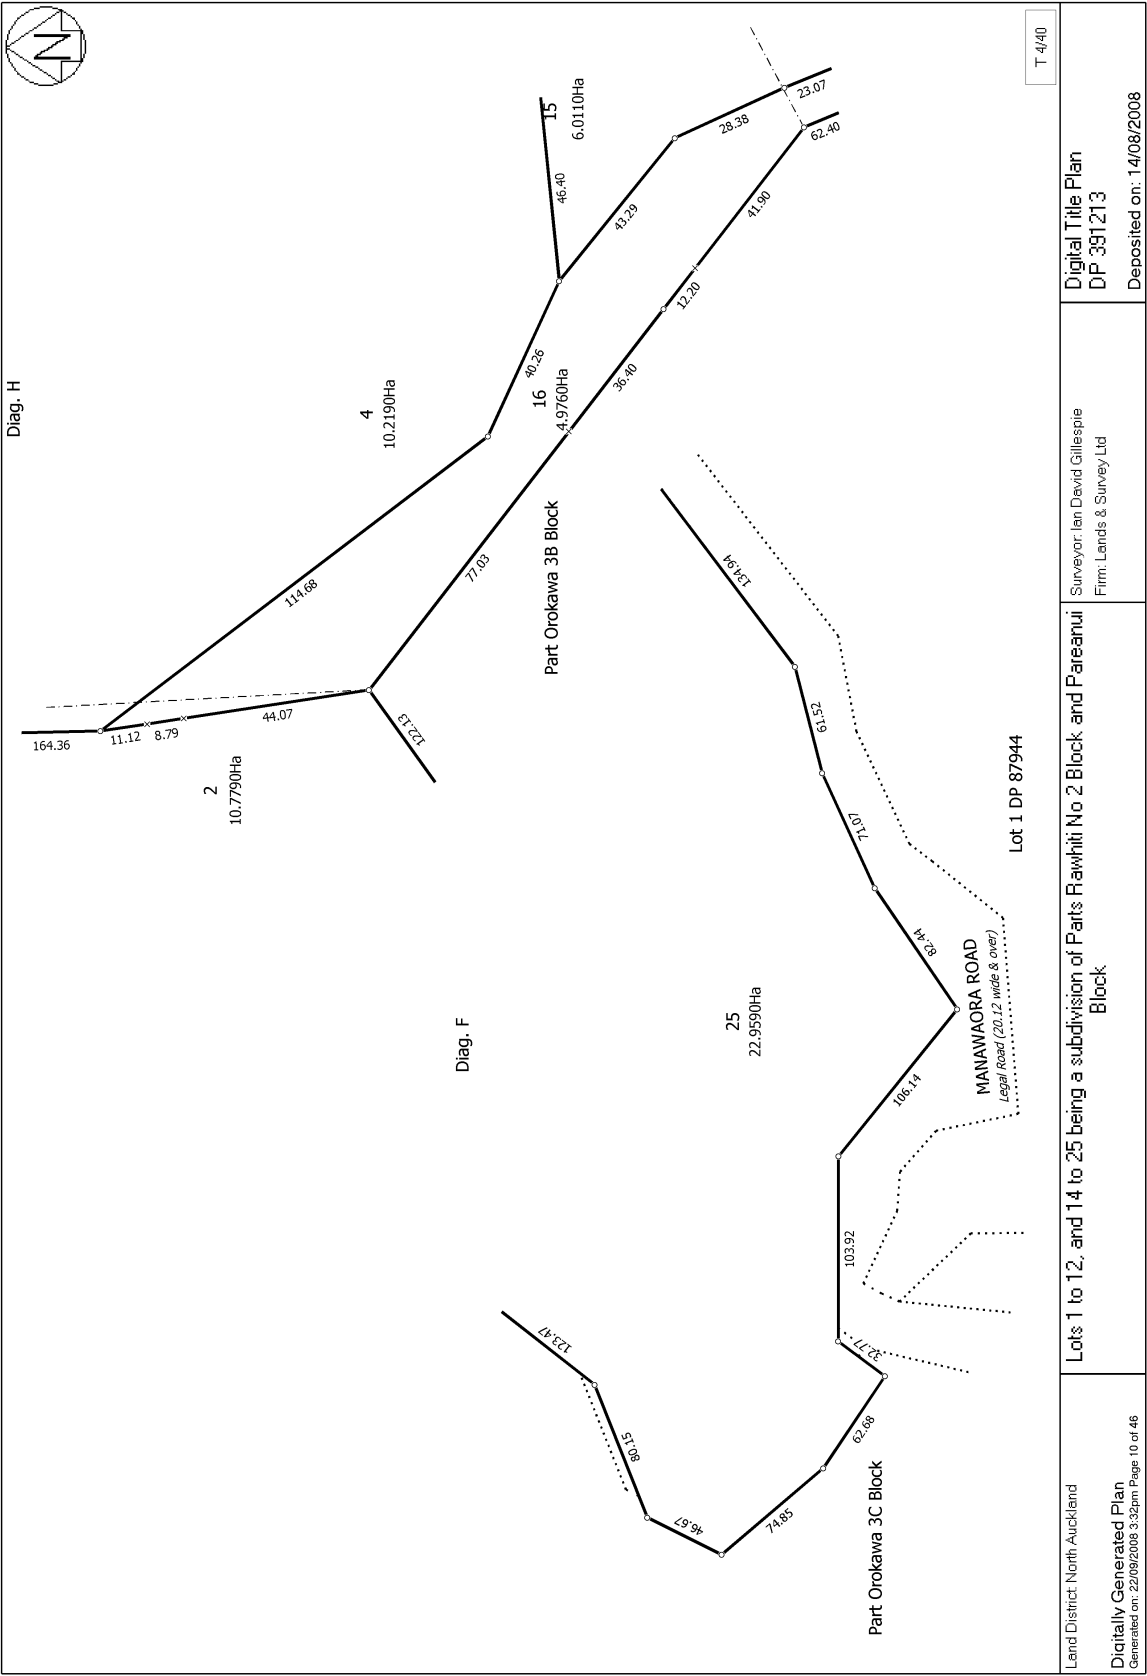 N
T 4/40
Diag. H
15
6.0110Ha
46.40
28.38
23.07
62.40
43.29
41.90
12.20
4
10.2190Ha
40.26
16
4.9760Ha
36.40
114.68
77.03
Part Orokawa 3B Block
164.36
11.12
8.79
44.07
122.13
2
10.7790Ha
Diag. F
25
22.9590Ha
134.94
61.52
71.07
82.44
Lot 1 DP 87944
MANAWAORA ROAD
Legal Road (20.12 wide & over)
106.14
103.92
32.77
123.47
80.15
46.67
74.85
62.68
Part Orokawa 3C Block
Land District: North Auckland
Digitally Generated Plan
Generated on: 22/09/2008 3:32pm Page 10 of 46
Lots 1 to 12, and 14 to 25 being a subdivision of Parts Rawhiti No 2 Block and Pareanui
Block
Surveyor: Ian David Gillespie
Firm: Lands & Survey Ltd
Digital Title Plan
DP 391213
Deposited on: 14/08/2008